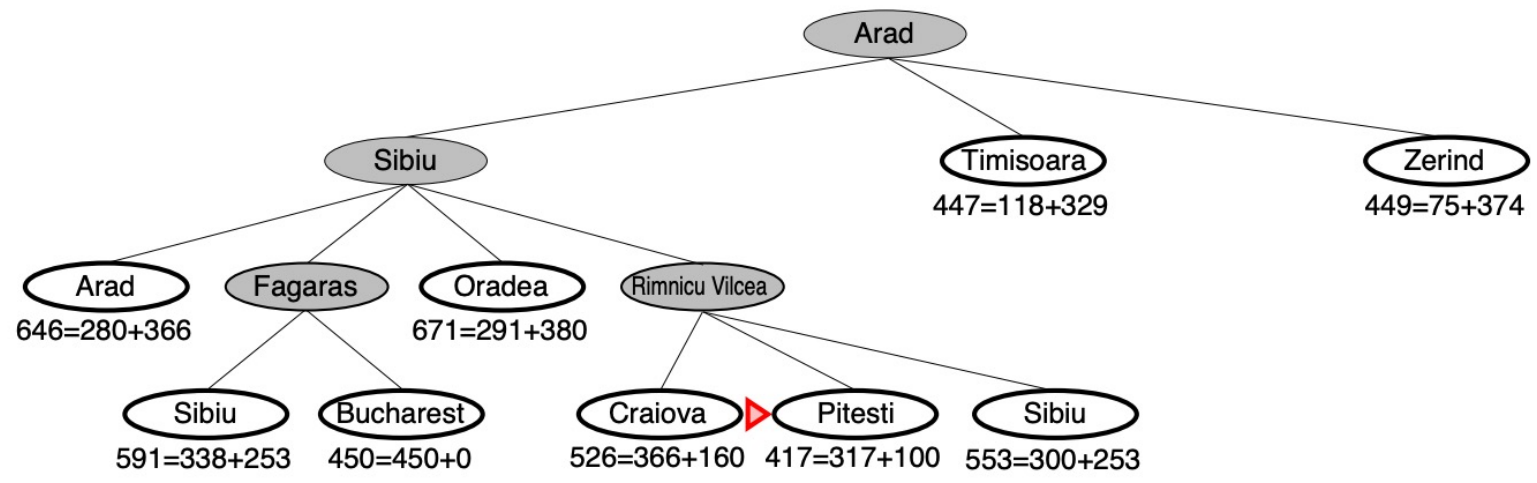 Arad
Sibiu
Timisoara
Zerind
447=118+329
449=75+374
Arad
Fagaras
Oradea
Rimnicu Vilcea
646=280+366
671=291+380
Sibiu
Bucharest
Craiova
Pitesti
Sibiu
591=338+253
450=450+0
526=366+160
417=317+100
553=300+253